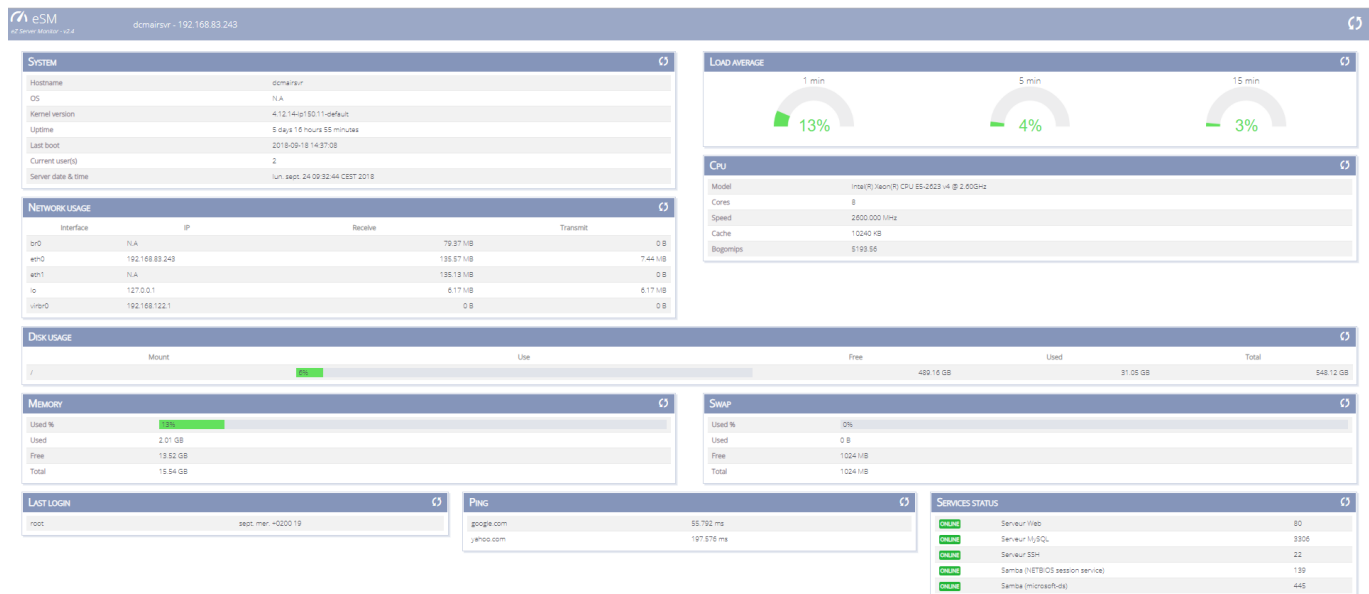 eSM
eZ Server Monitor - v2.4
dcmairsvr - 192.168.83.243
SYSTEM
Hostname dcmairsvr
OS N.A
Kernel version 4.12.14-lp150.11-default
Uptime 5 days 16 hours 55 minutes
Last boot 2018-09-18 14:37:08
Current user(s) 2
Server date & time lun. sept. 24 09:32:44 CEST 2018
LOAD AVERAGE
1 min 5 min 15 min
13% 4% 3%
CPU
Model Intel(R) Xeon(R) CPU E5-2623 v4 @ 2.60GHz
Cores 8
Speed 2600.000 MHz
Cache 10240 KB
Bogomips 5193.56
NETWORK USAGE
Interface IP Receive Transmit
br0 N.A 79.37 MB 0 B
eth0 192.168.83.243 135.57 MB 7.44 MB
eth1 N.A 135.13 MB 0 B
lo 127.0.0.1 6.17 MB 6.17 MB
virbr0 192.168.122.1 0 B 0 B
DISK USAGE
Mount Use Free Used Total
/ 6% 489.16 GB 31.05 GB 548.12 GB
MEMORY
Used % 13%
Used 2.01 GB
Free 13.52 GB
Total 15.54 GB
SWAP
Used % 0%
Used 0 B
Free 1024 MB
Total 1024 MB
LAST LOGIN
root sept. mer. +0200 19
PING
google.com 55.792 ms
yahoo.com 197.576 ms
SERVICES STATUS
ONLINE Serveur Web 80
ONLINE Serveur MySQL 3306
ONLINE Serveur SSH 22
ONLINE Samba (NETBIOS session service) 139
ONLINE Samba (microsoft-ds) 445